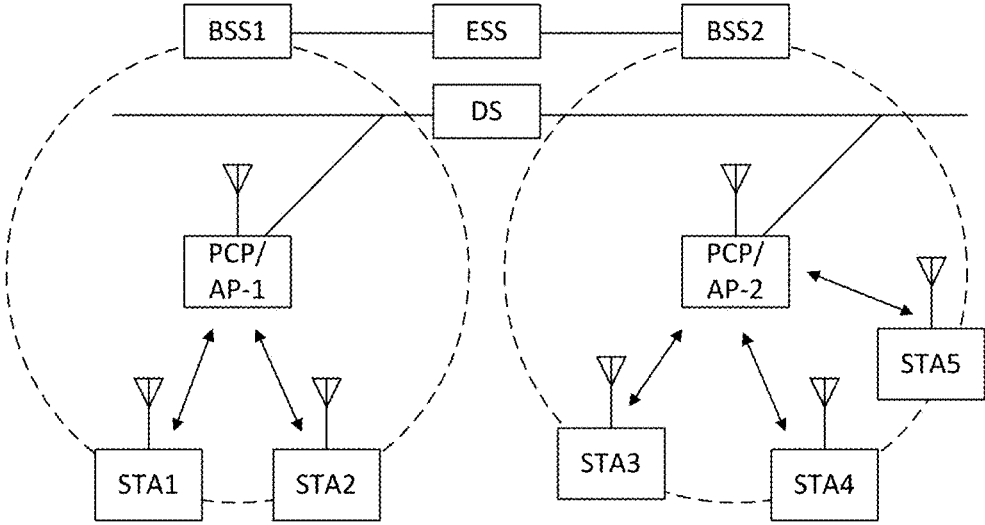 BSS1
ESS
BSS2
DS
PCP/
AP-1
PCP/
AP-2
STA5
STA3
STA1
STA2
STA4